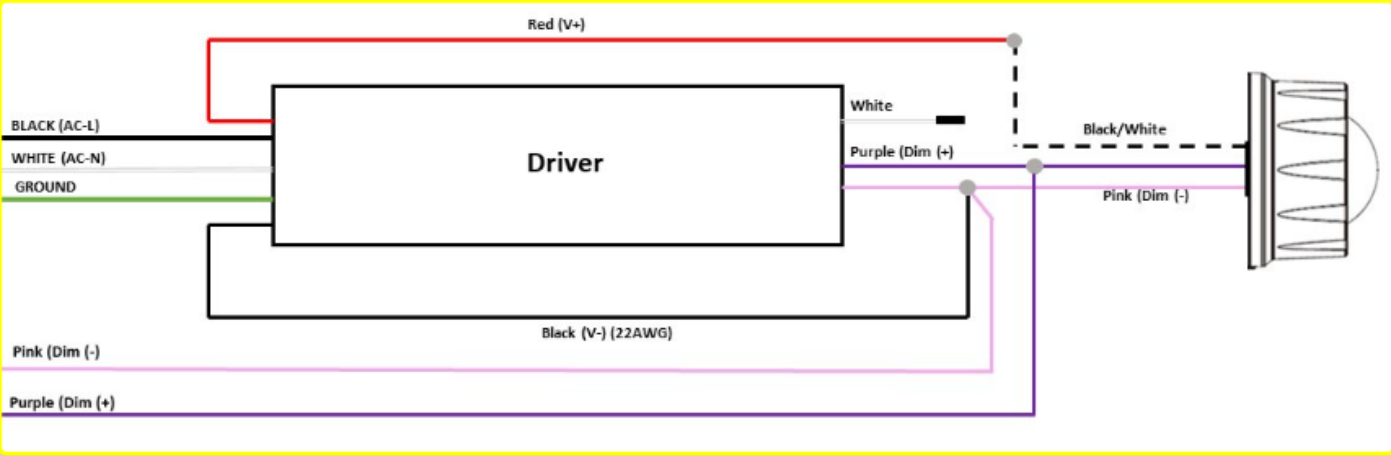 Red (V+)
BLACK (AC-L)
White
Black/White
WHITE (AC-N)
Driver
Purple (Dim (+)
GROUND
Pink (Dim (-)
Black (V-) (22AWG)
Pink (Dim (-)
Purple (Dim (+)